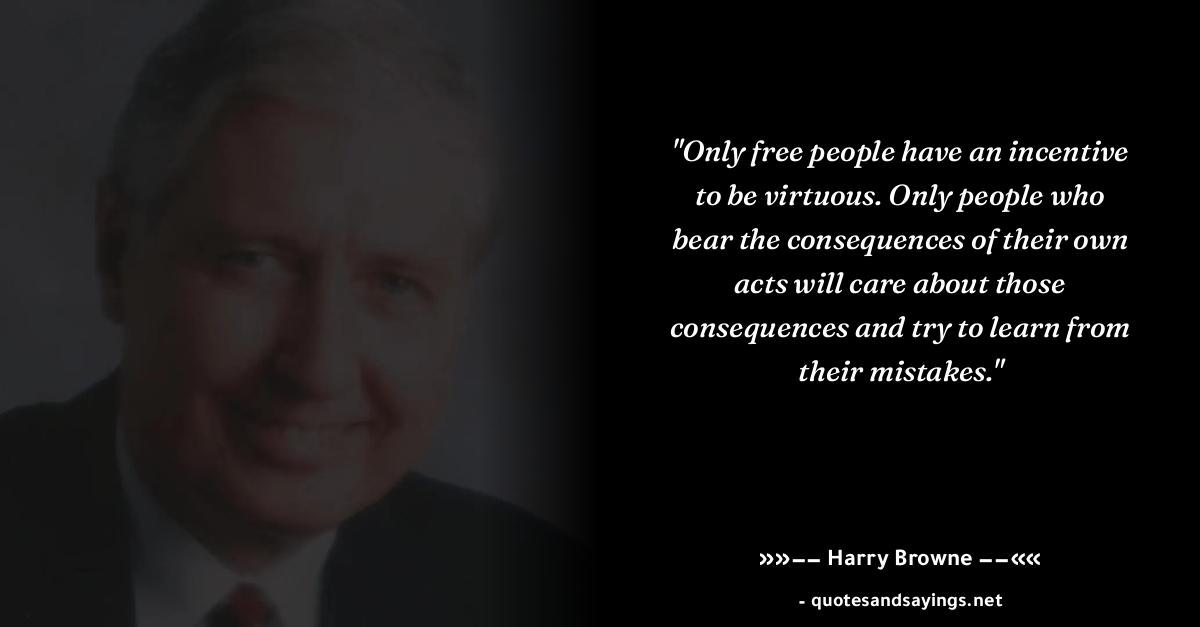 "Only free people have an incentive
to be virtuous. Only people who
bear the consequences of their own
acts will care about those
consequences and try to learn from
their mistakes."
»»−− Harry Browne −−««
- quotesandsayings.net